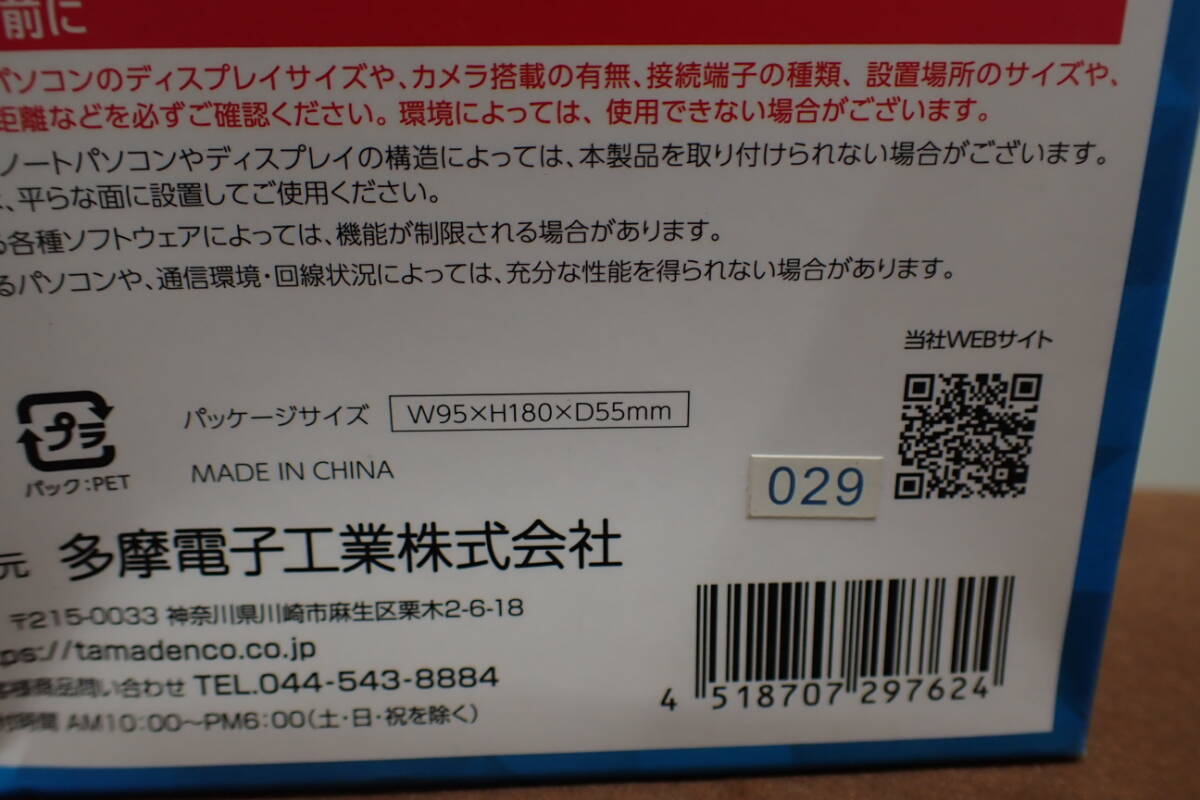 前に
パソコンのディスプレイサイズや、カメラ搭載の有無、接続端子の種類、設置場所のサイズや、
距離などを必ずご確認ください。環境によっては、使用できない場合がございます。
ノートパソコンやディスプレイの構造によっては、本製品を取り付けられない場合がございます。
、平らな面に設置してご使用ください。
る各種ソフトウェアによっては、機能が制限される場合があります。
るパソコンや、通信環境・回線状況によっては、充分な性能を得られない場合があります。
当社WEBサイト
プラ
パック:PET
パッケージサイズ W95×H180×D55mm
MADE IN CHINA
029
元 多摩電子工業株式会社
〒215-0033 神奈川県川崎市麻生区栗木2-6-18
ps://tamadenco.co.jp
客様商品問い合わせ TEL.044-543-8884
時間 AM10:00〜PM6:00(土・日・祝を除く)
4 518707 297624